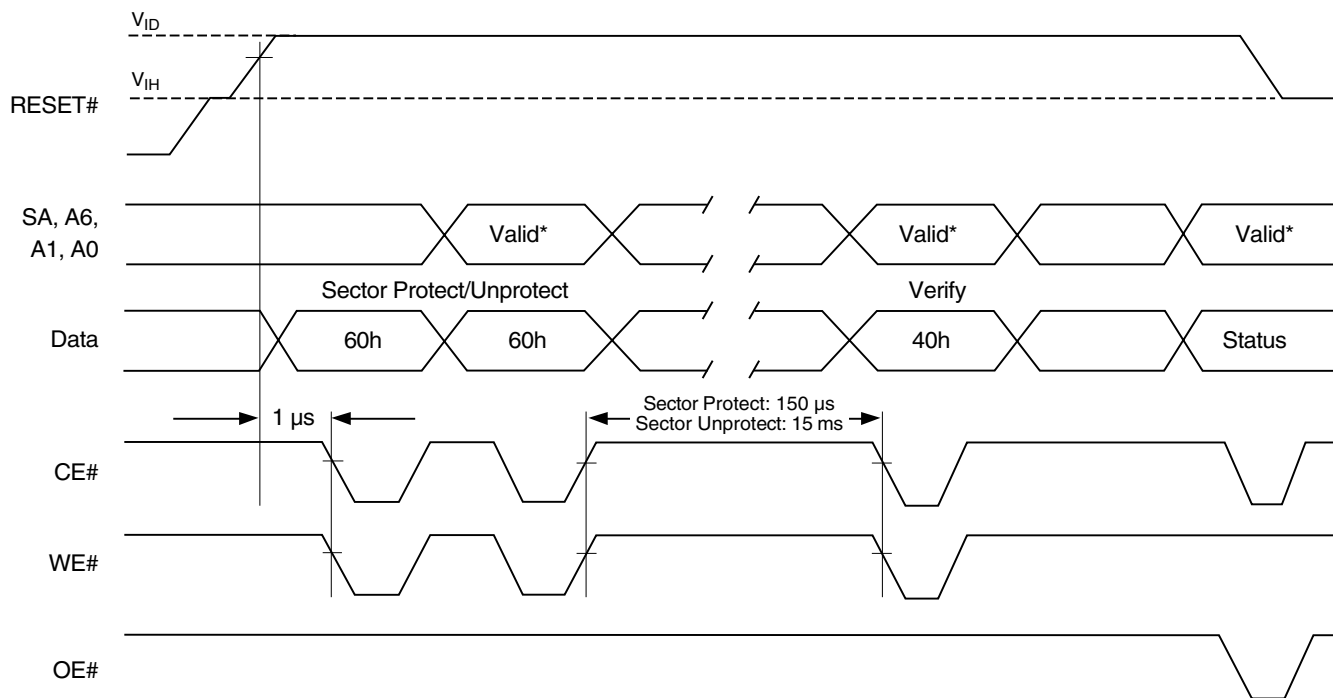 VID
VIH
RESET#
SA, A6,
A1, A0
Valid*
Valid*
Valid*
Sector Protect/Unprotect
Verify
Data
60h
60h
40h
Status
1 µs
Sector Protect: 150 µs
Sector Unprotect: 15 ms
CE#
WE#
OE#